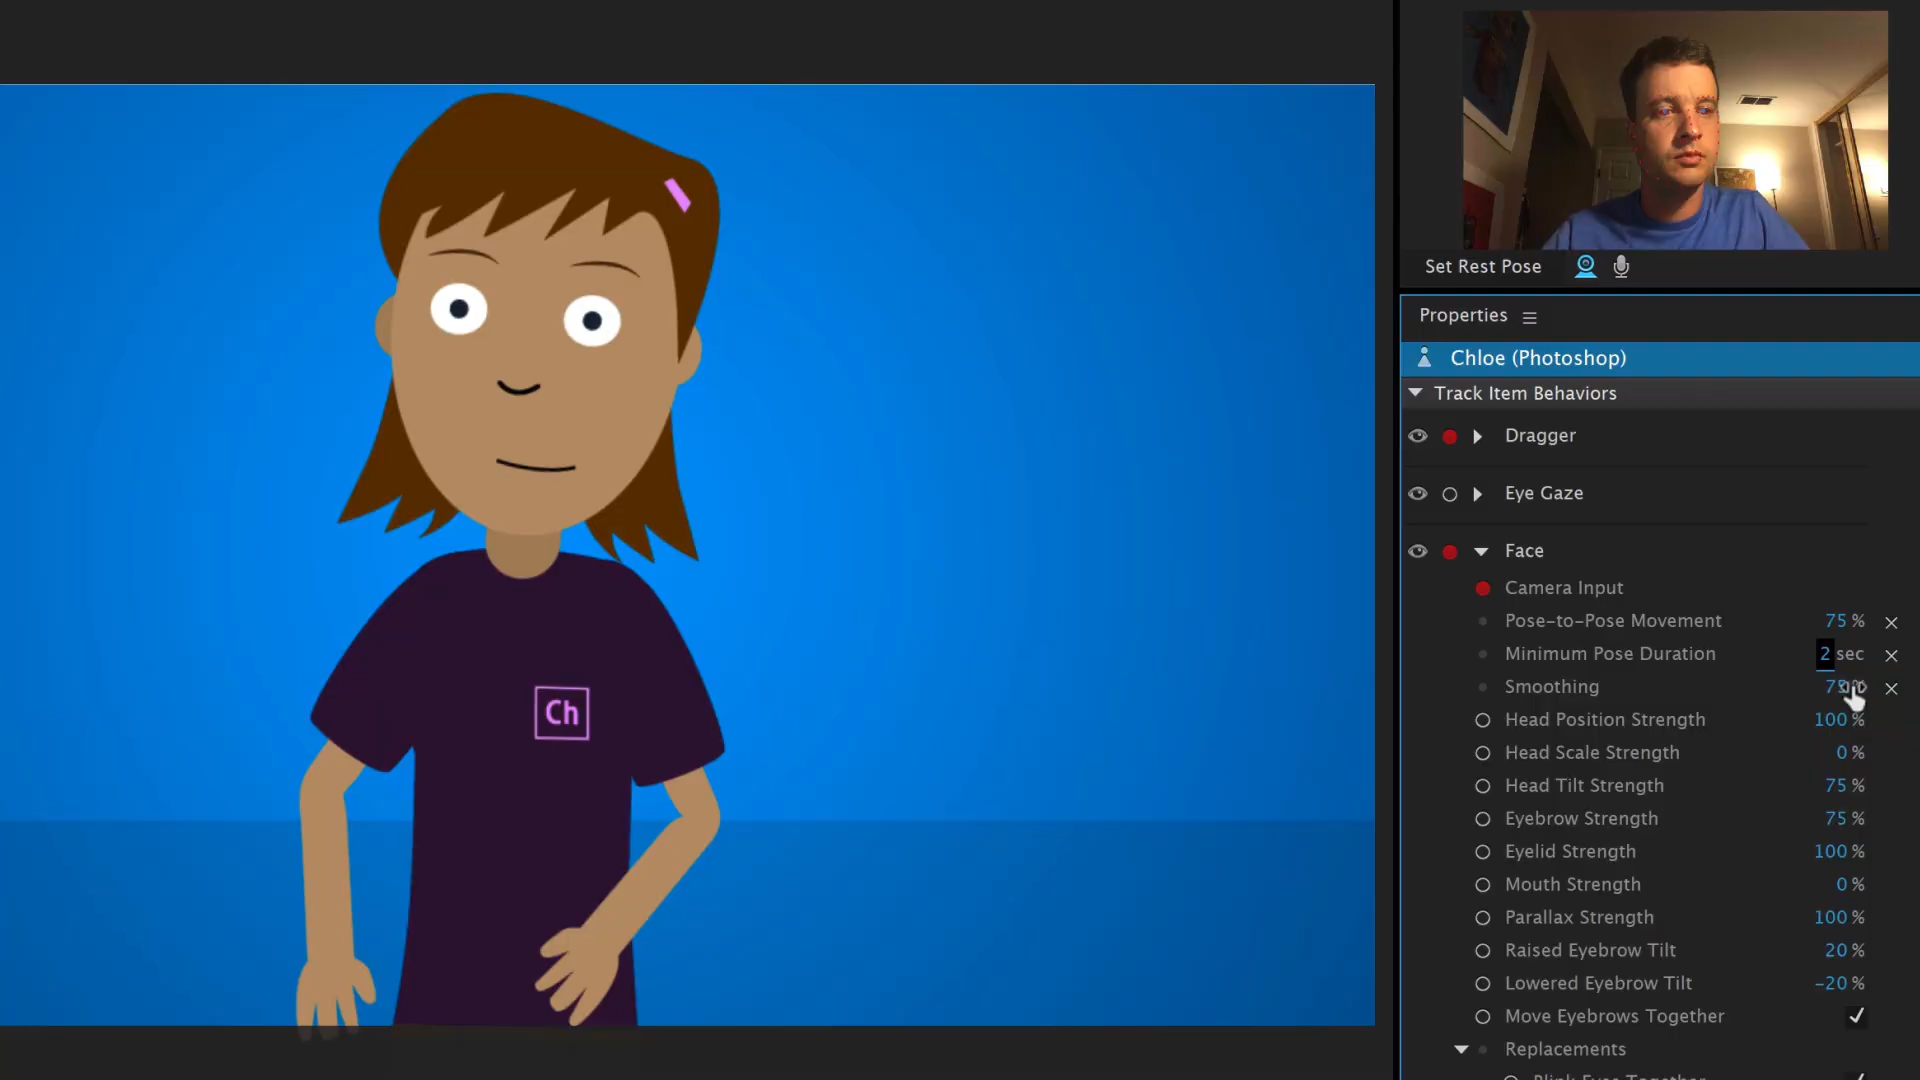 Set Rest Pose
Properties
Chloe (Photoshop)
Track Item Behaviors
Dragger
Eye Gaze
Face
Camera Input
Pose-to-Pose Movement 75 %
Minimum Pose Duration 2 sec
Smoothing
Head Position Strength 100 %
Head Scale Strength 0 %
Head Tilt Strength 75 %
Eyebrow Strength 75 %
Eyelid Strength 100 %
Mouth Strength 0 %
Parallax Strength 100 %
Raised Eyebrow Tilt 20 %
Lowered Eyebrow Tilt -20 %
Move Eyebrows Together
Replacements
Blink Eyes Together
Ch